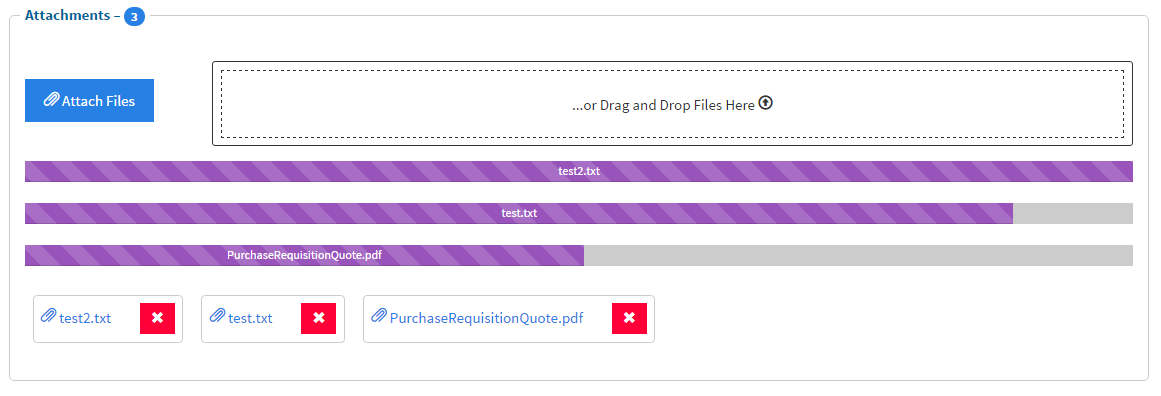 Attachments – 3
Attach Files
...or Drag and Drop Files Here
test2.txt
test.txt
PurchaseRequisitionQuote.pdf
test2.txt
test.txt
PurchaseRequisitionQuote.pdf